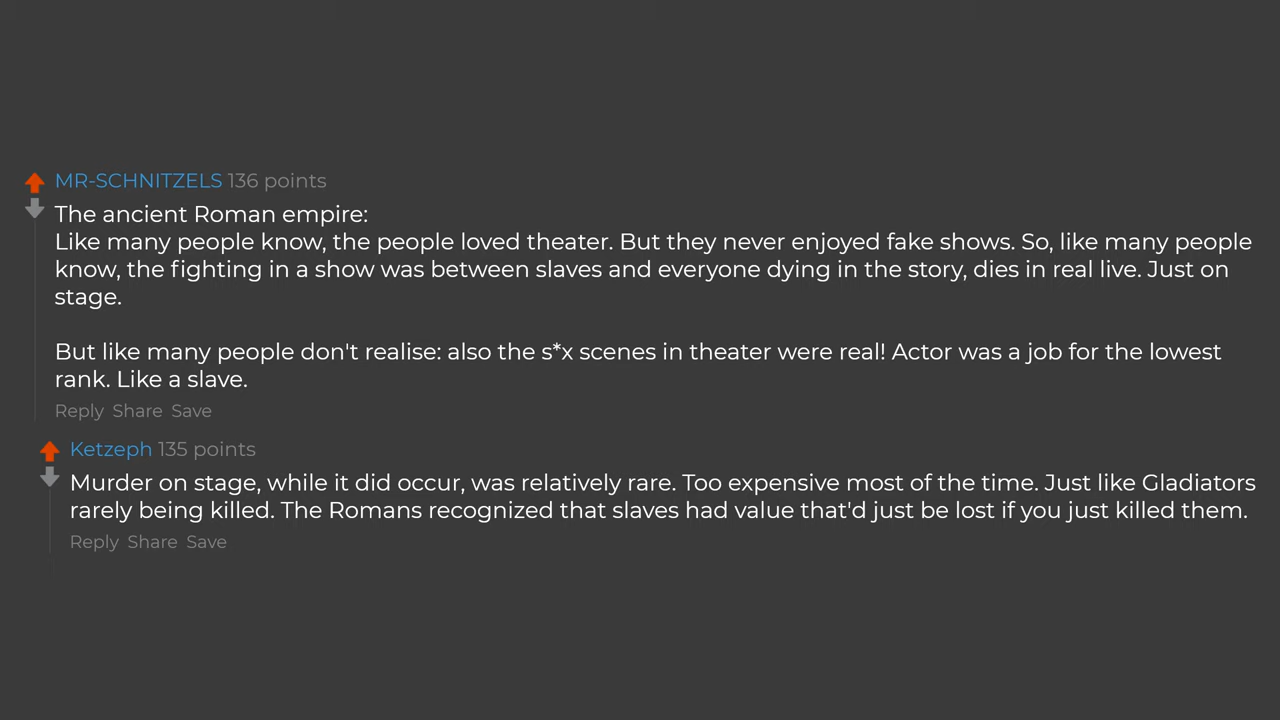 MR-SCHNITZELS 136 points
The ancient Roman empire:
Like many people know, the people loved theater. But they never enjoyed fake shows. So, like many people
know, the fighting in a show was between slaves and everyone dying in the story, dies in real live. Just on
stage.
But like many people don't realise: also the s*x scenes in theater were real! Actor was a job for the lowest
rank. Like a slave.
Reply Share Save
Ketzeph 135 points
Murder on stage, while it did occur, was relatively rare. Too expensive most of the time. Just like Gladiators
rarely being killed. The Romans recognized that slaves had value that'd just be lost if you just killed them.
Reply Share Save